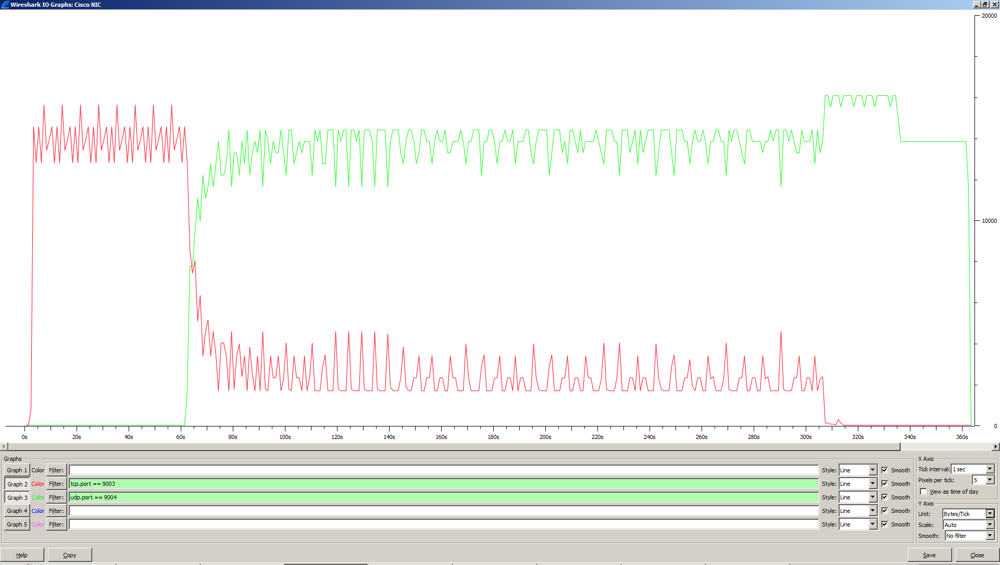 Wireshark IO Graphs: Cisco NIC
20000
10000
0
0s 20s 40s 60s 80s 100s 120s 140s 160s 180s 200s 220s 240s 260s 280s 300s 320s 340s 360s
Graphs
Graph 1 Color Filter: Style: Line Smooth
Graph 2 Color Filter: tcp.port == 9003 Style: Line Smooth
Graph 3 Color Filter: udp.port == 9004 Style: Line Smooth
Graph 4 Color Filter: Style: Line Smooth
Graph 5 Color Filter: Style: Line Smooth
X Axis
Tick interval: 1 sec
Pixels per tick: 5
View as time of day
Y Axis
Unit: Bytes/Tick
Scale: Auto
Smooth: No filter
Help Copy Save Close